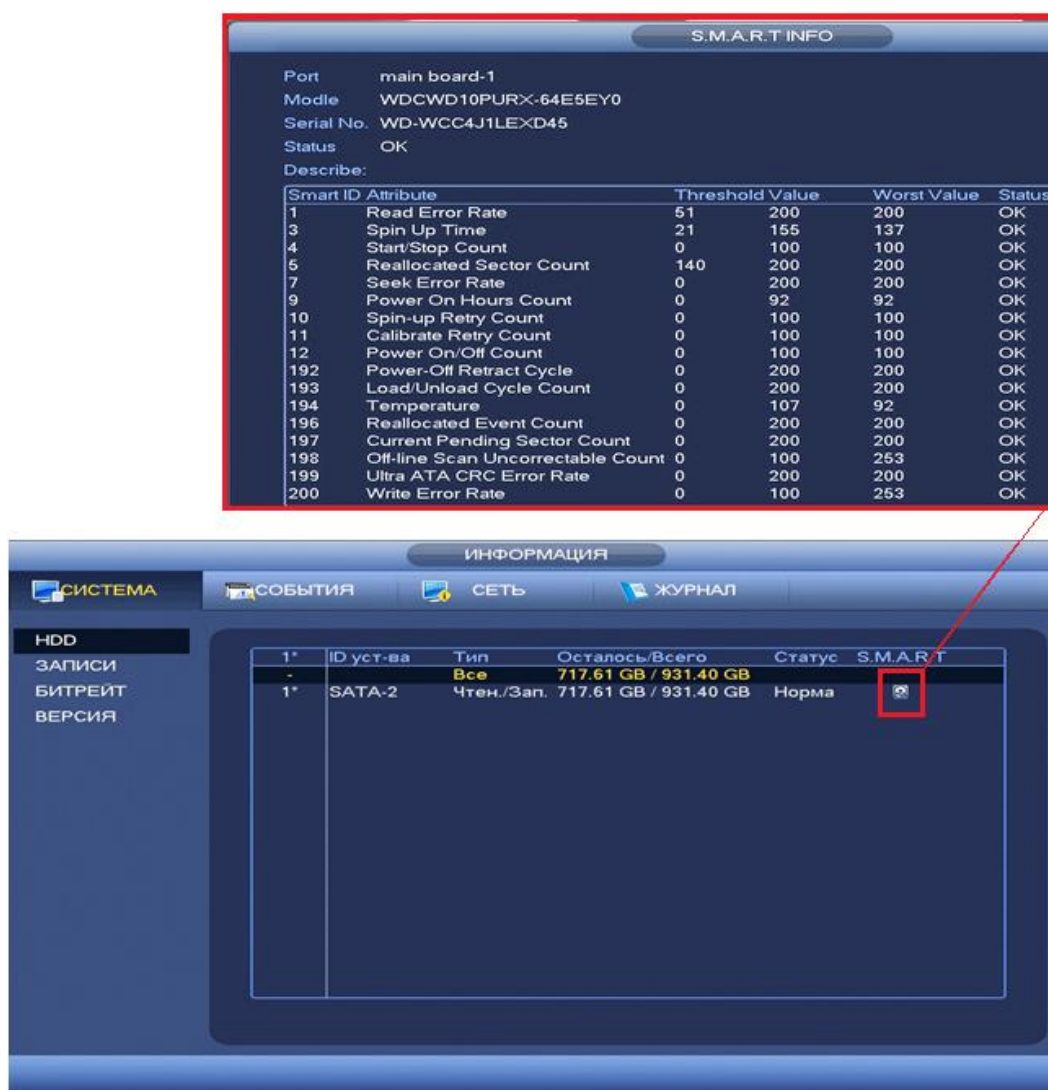 S.M.A.R.T INFO
Port main board-1
Modle WDCWD10PURX-64E5EY0
Serial No. WD-WCC4J1LEXD45
Status OK
Describe:
Smart ID Attribute Threshold Value Worst Value Status
1 Read Error Rate 51 200 200 OK
3 Spin Up Time 21 155 137 OK
4 Start/Stop Count 0 100 100 OK
5 Reallocated Sector Count 140 200 200 OK
7 Seek Error Rate 0 200 200 OK
9 Power On Hours Count 0 92 92 OK
10 Spin-up Retry Count 0 100 100 OK
11 Calibrate Retry Count 0 100 100 OK
12 Power On/Off Count 0 100 100 OK
192 Power-Off Retract Cycle 0 200 200 OK
193 Load/Unload Cycle Count 0 200 200 OK
194 Temperature 0 107 92 OK
196 Reallocated Event Count 0 200 200 OK
197 Current Pending Sector Count 0 200 200 OK
198 Off-line Scan Uncorrectable Count 0 100 253 OK
199 Ultra ATA CRC Error Rate 0 200 200 OK
200 Write Error Rate 0 100 253 OK
ИНФОРМАЦИЯ
СИСТЕМА СОБЫТИЯ СЕТЬ ЖУРНАЛ
HDD
ЗАПИСИ
БИТРЕЙТ
ВЕРСИЯ
1* ID уст-ва Тип Осталось/Всего Статус S.M.A.R.T
- Все 717.61 GB / 931.40 GB
1* SATA-2 Чтен./Зап. 717.61 GB / 931.40 GB Норма